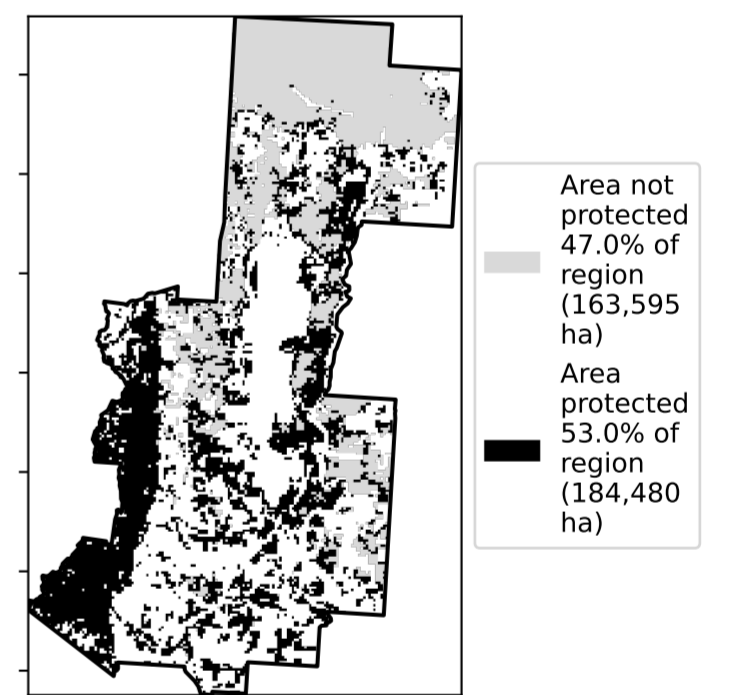 Area not
protected
47.0% of
region
(163,595
ha)
Area
protected
53.0% of
region
(184,480
ha)